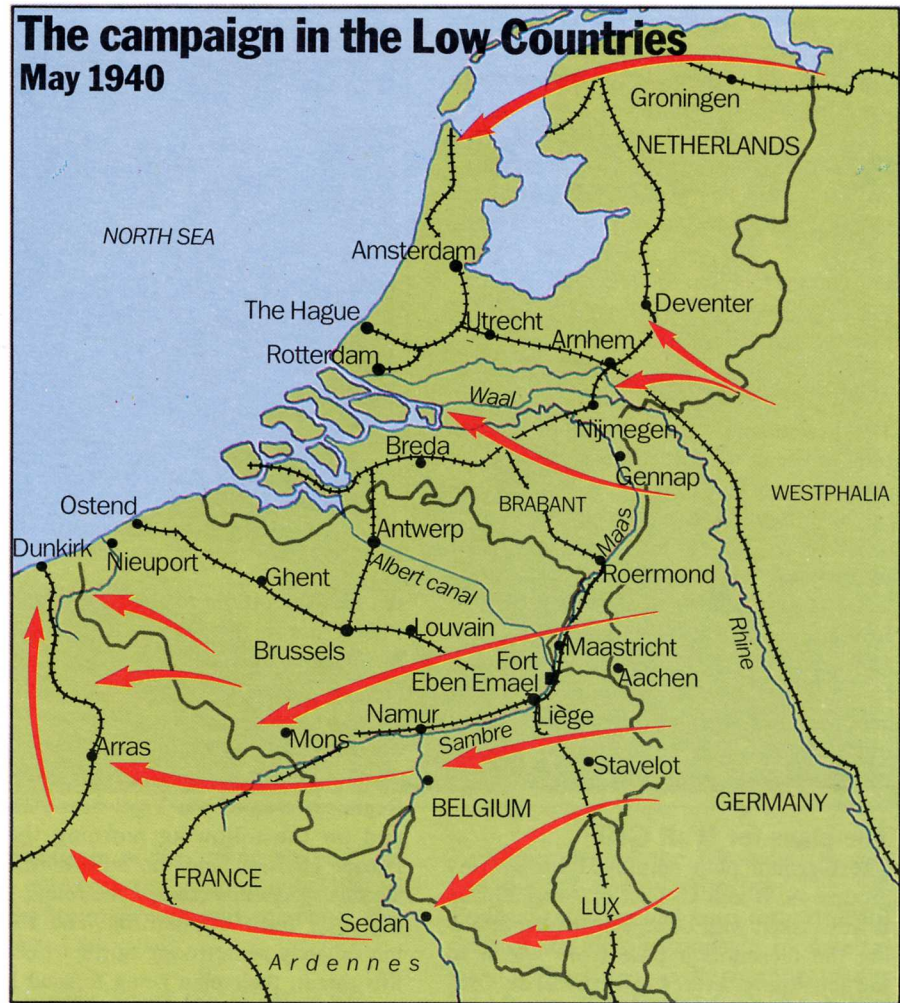 The campaign in the Low Countries
May 1940
Groningen
NETHERLANDS
NORTH SEA
Amsterdam
Deventer
The Hague
Utrecht
Arnhem
Rotterdam
Waal
Nijmegen
Breda
Gennap
BRABANT
WESTPHALIA
Ostend
Antwerp
Maas
Dunkirk
Nieuport
Albert canal
Roermond
Ghent
Louvain
Rhine
Brussels
Maastricht
Fort
Eben Emael
Aachen
Namur
Liège
Mons
Sambre
Arras
Stavelot
BELGIUM
GERMANY
FRANCE
LUX
Sedan
Ardennes